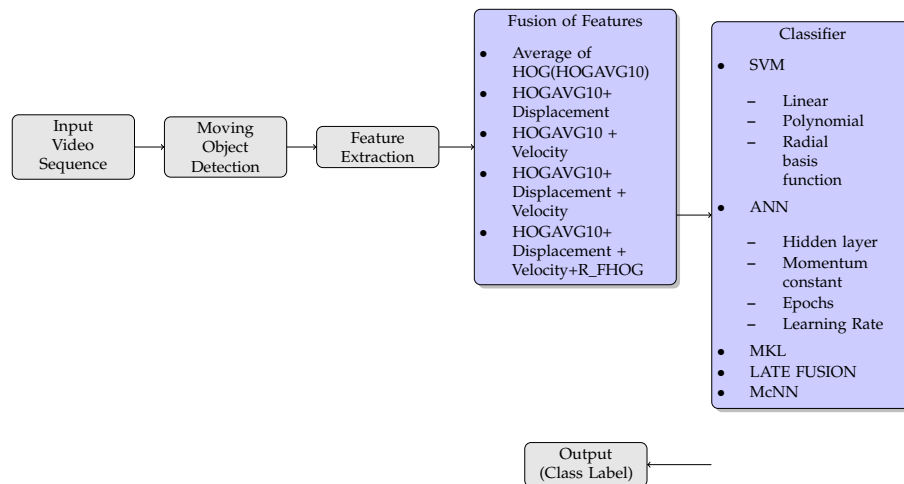 Input
Video
Sequence
Moving
Object
Detection
Feature
Extraction
Fusion of Features
• Average of
HOG(HOGAVG10)
• HOGAVG10+
Displacement
• HOGAVG10 +
Velocity
• HOGAVG10+
Displacement +
Velocity
• HOGAVG10+
Displacement +
Velocity+R_FHOG
Classifier
• SVM
– Linear
– Polynomial
– Radial
basis
function
• ANN
– Hidden layer
– Momentum
constant
– Epochs
– Learning Rate
• MKL
• LATE FUSION
• McNN
Output
(Class Label)